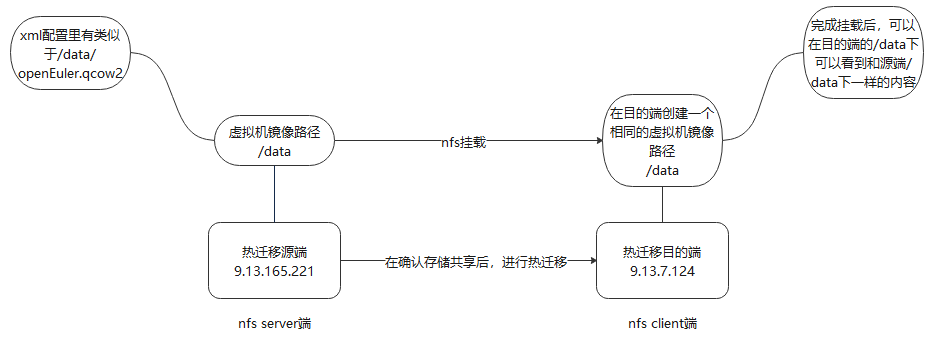 xml配置里有类似
于/data/
openEuler.qcow2
完成挂载后，可以
在目的端的/data下
可以看到和源端/
data下一样的内容
虚拟机镜像路径
/data
nfs挂载
在目的端创建一个
相同的虚拟机镜像
路径
/data
热迁移源端
9.13.165.221
在确认存储共享后，进行热迁移
热迁移目的端
9.13.7.124
nfs server端
nfs client端